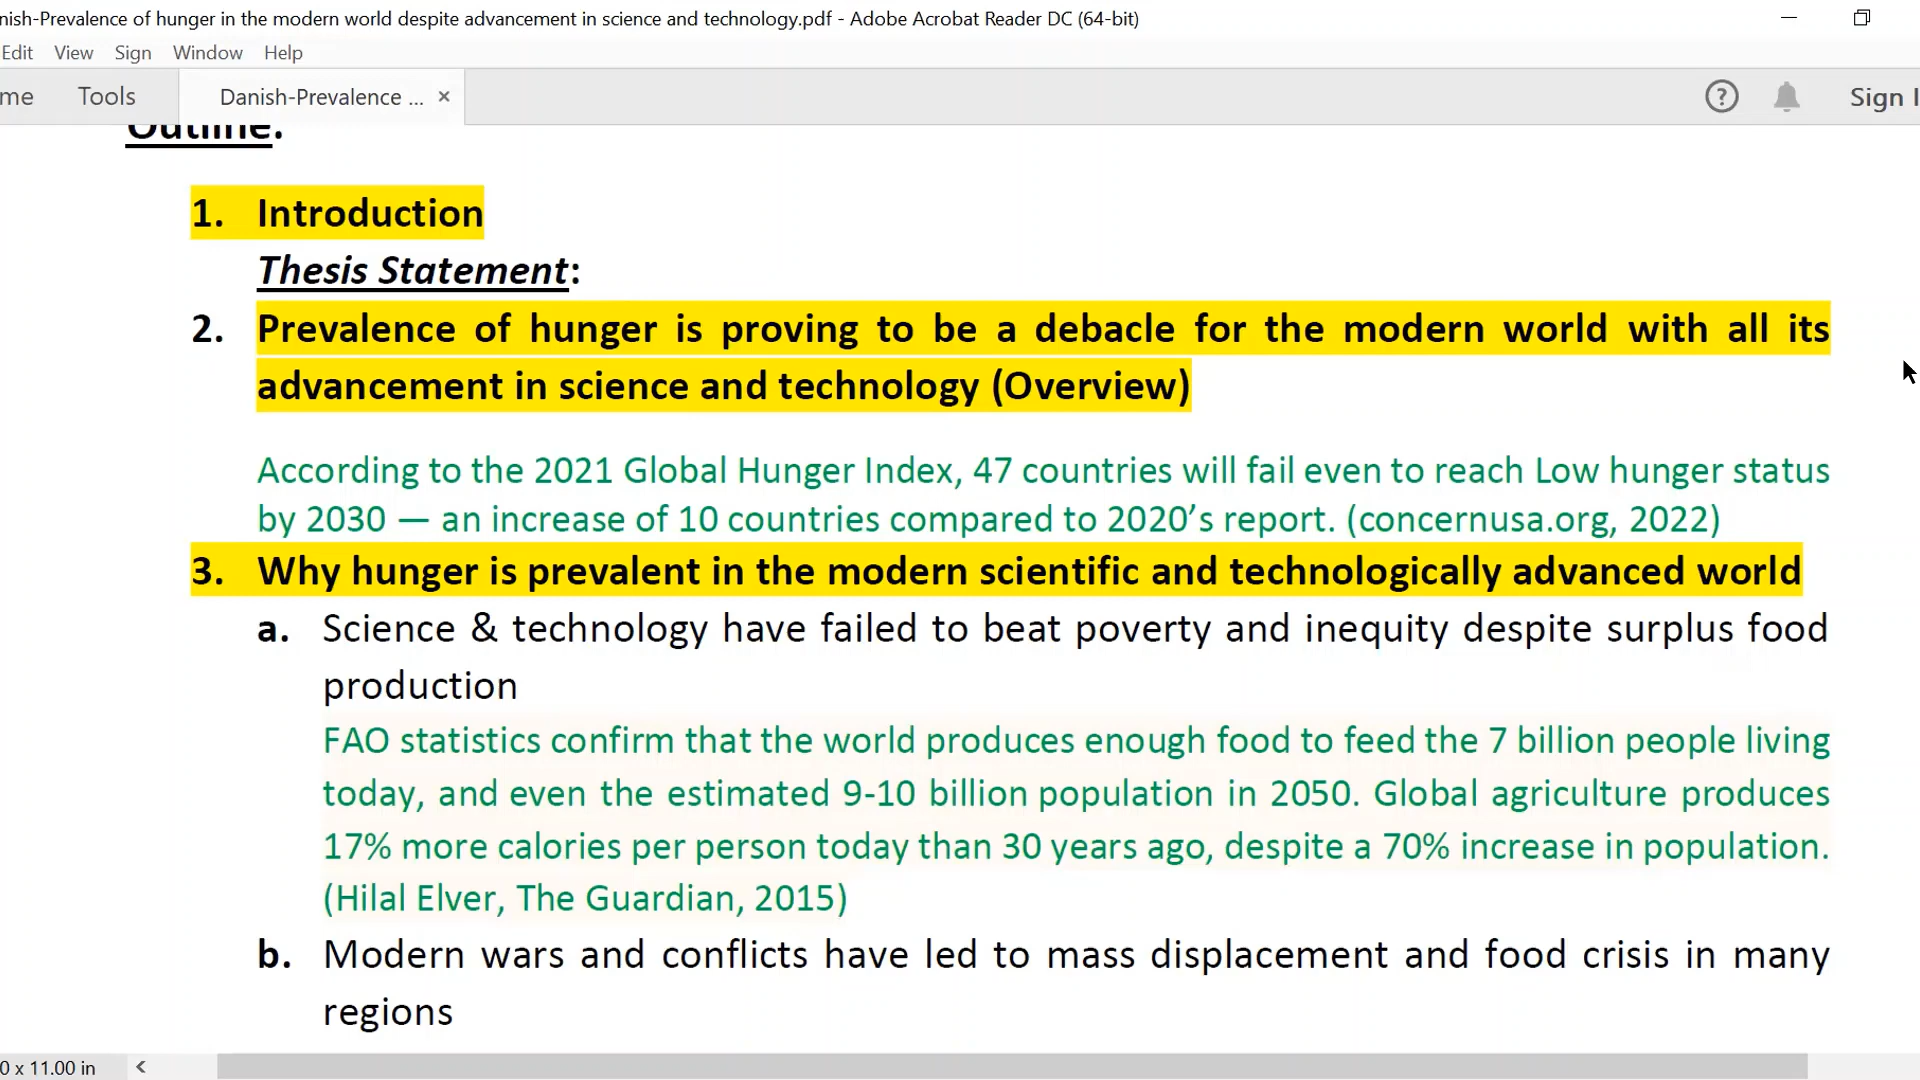 nish-Prevalence of hunger in the modern world despite advancement in science and technology.pdf - Adobe Acrobat Reader DC (64-bit)
Edit View Sign Window Help
me Tools Danish-Prevalence ... × ? Sign I
Outline:
1. Introduction
Thesis Statement:
2. Prevalence of hunger is proving to be a debacle for the modern world with all its
advancement in science and technology (Overview)
According to the 2021 Global Hunger Index, 47 countries will fail even to reach Low hunger status
by 2030 — an increase of 10 countries compared to 2020’s report. (concernusa.org, 2022)
3. Why hunger is prevalent in the modern scientific and technologically advanced world
a. Science & technology have failed to beat poverty and inequity despite surplus food
production
FAO statistics confirm that the world produces enough food to feed the 7 billion people living
today, and even the estimated 9-10 billion population in 2050. Global agriculture produces
17% more calories per person today than 30 years ago, despite a 70% increase in population.
(Hilal Elver, The Guardian, 2015)
b. Modern wars and conflicts have led to mass displacement and food crisis in many
regions
0 x 11.00 in